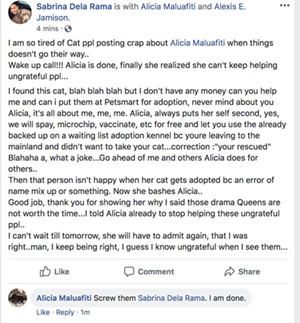 Sabrina Dela Rama is with Alicia Maluafiti and Alexis E.
Jamison.
4 mins ·
I am so tired of Cat ppl posting crap about Alicia Maluafiti when things
doesn't go their way..
Wake up call!!! Alicia is done, finally she realized she can't keep helping
ungrateful ppl...
I found this cat, blah blah blah but I don't have any money can you help
me and can i put them at Petsmart for adoption, never mind about you
Alicia, it's all about me, me, me. Alicia, always puts her self second, yes,
we will spay, microchip, vaccinate, etc for free and let you use the already
backed up on a waiting list adoption kennel bc youre leaving to the
mainland and didn't want to take your cat...correction :"your rescued"
Blahaha a, what a joke...Go ahead of me and others Alicia does for
others..
Then that person isn't happy when her cat gets adopted bc an error of
name mix up or something. Now she bashes Alicia..
Good job, thank you for showing her why I said those drama Queens are
not worth the time...I told Alicia already to stop helping these ungrateful
ppl..
I can't wait till tomorrow, she will have to admit again, that I was
right..man, I keep being right, I guess I know ungrateful when I see them...
Like Comment Share
Alicia Maluafiti Screw them Sabrina Dela Rama. I am done.
Like · Reply · 1m